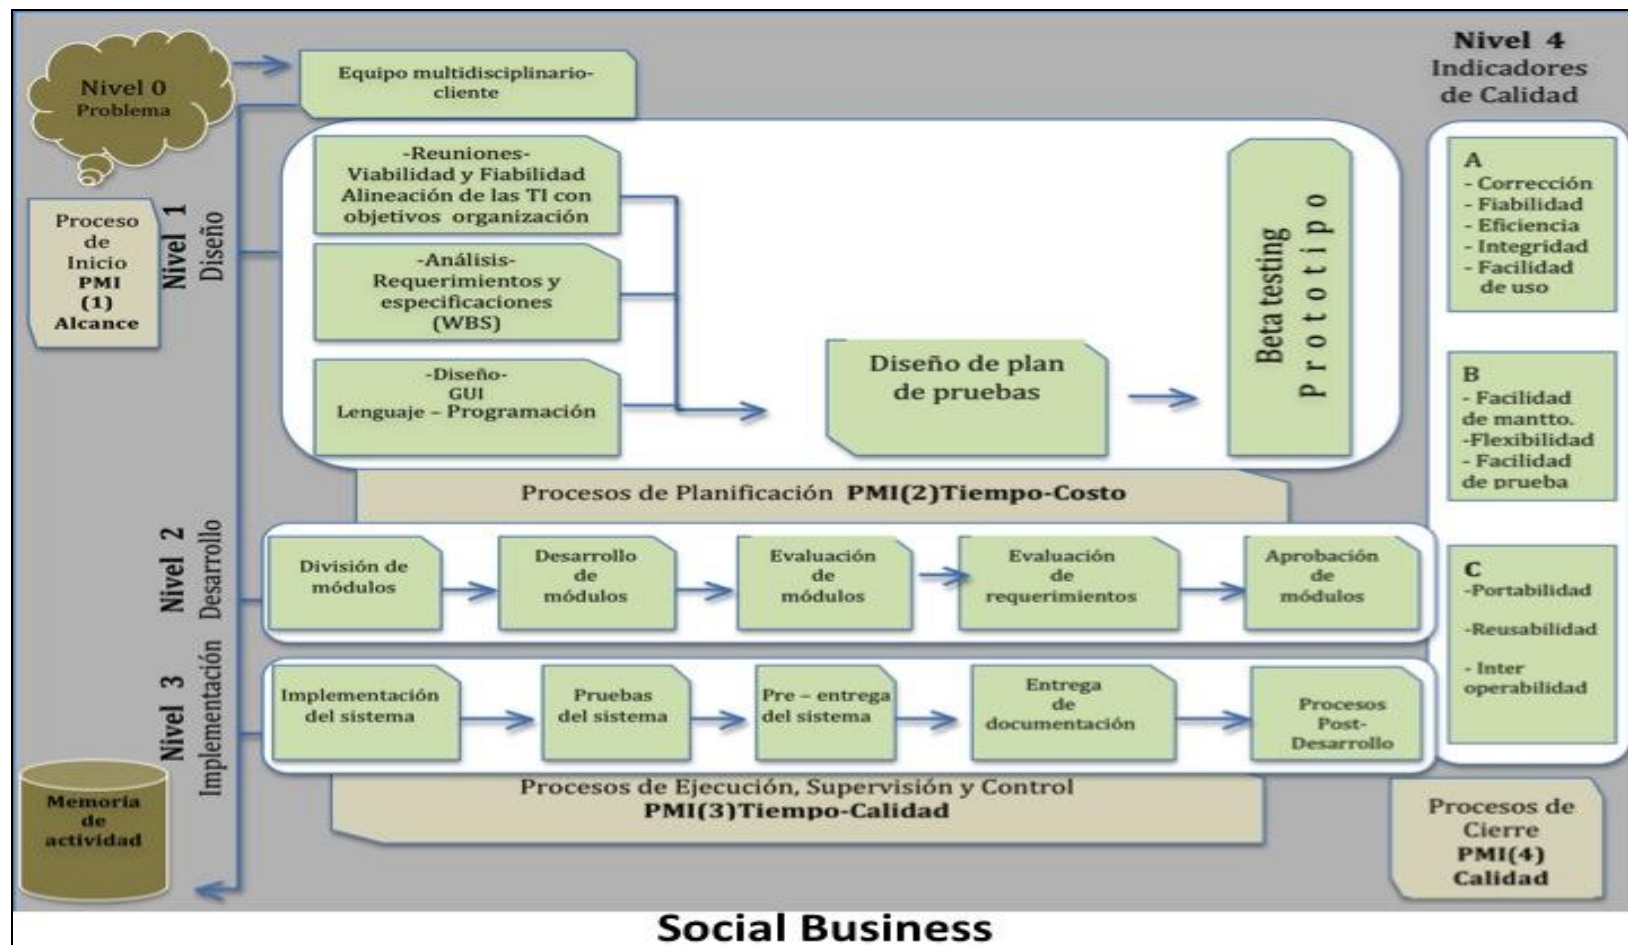 Nivel 0
Problema
Equipo multidisciplinario-
cliente
Nivel 4
Indicadores
de Calidad
Proceso
de
Inicio
PMI
(1)
Alcance
Nivel 1
Diseño
-Reuniones-
Viabilidad y Fiabilidad
Alineación de las TI con
objetivos organización
-Análisis-
Requerimientos y
especificaciones
(WBS)
-Diseño-
GUI
Lenguaje – Programación
Diseño de plan
de pruebas
Beta testing
Prototipo
A
- Corrección
- Fiabilidad
- Eficiencia
- Integridad
- Facilidad
de uso
B
- Facilidad
de mantto.
-Flexibilidad
- Facilidad
de prueba
C
-Portabilidad
-Reusabilidad
- Inter
operabilidad
Procesos de Planificación PMI(2)Tiempo-Costo
Nivel 2
Desarrollo
División de
módulos
Desarrollo
de
módulos
Evaluación
de
módulos
Evaluación
de
requerimientos
Aprobación
de
módulos
Nivel 3
Implementación
Implementación
del sistema
Pruebas
del sistema
Pre – entrega
del sistema
Entrega
de
documentación
Procesos
Post-
Desarrollo
Procesos de Ejecución, Supervisión y Control
PMI(3)Tiempo-Calidad
Memoria
de
actividad
Procesos de
Cierre
PMI(4)
Calidad
Social Business